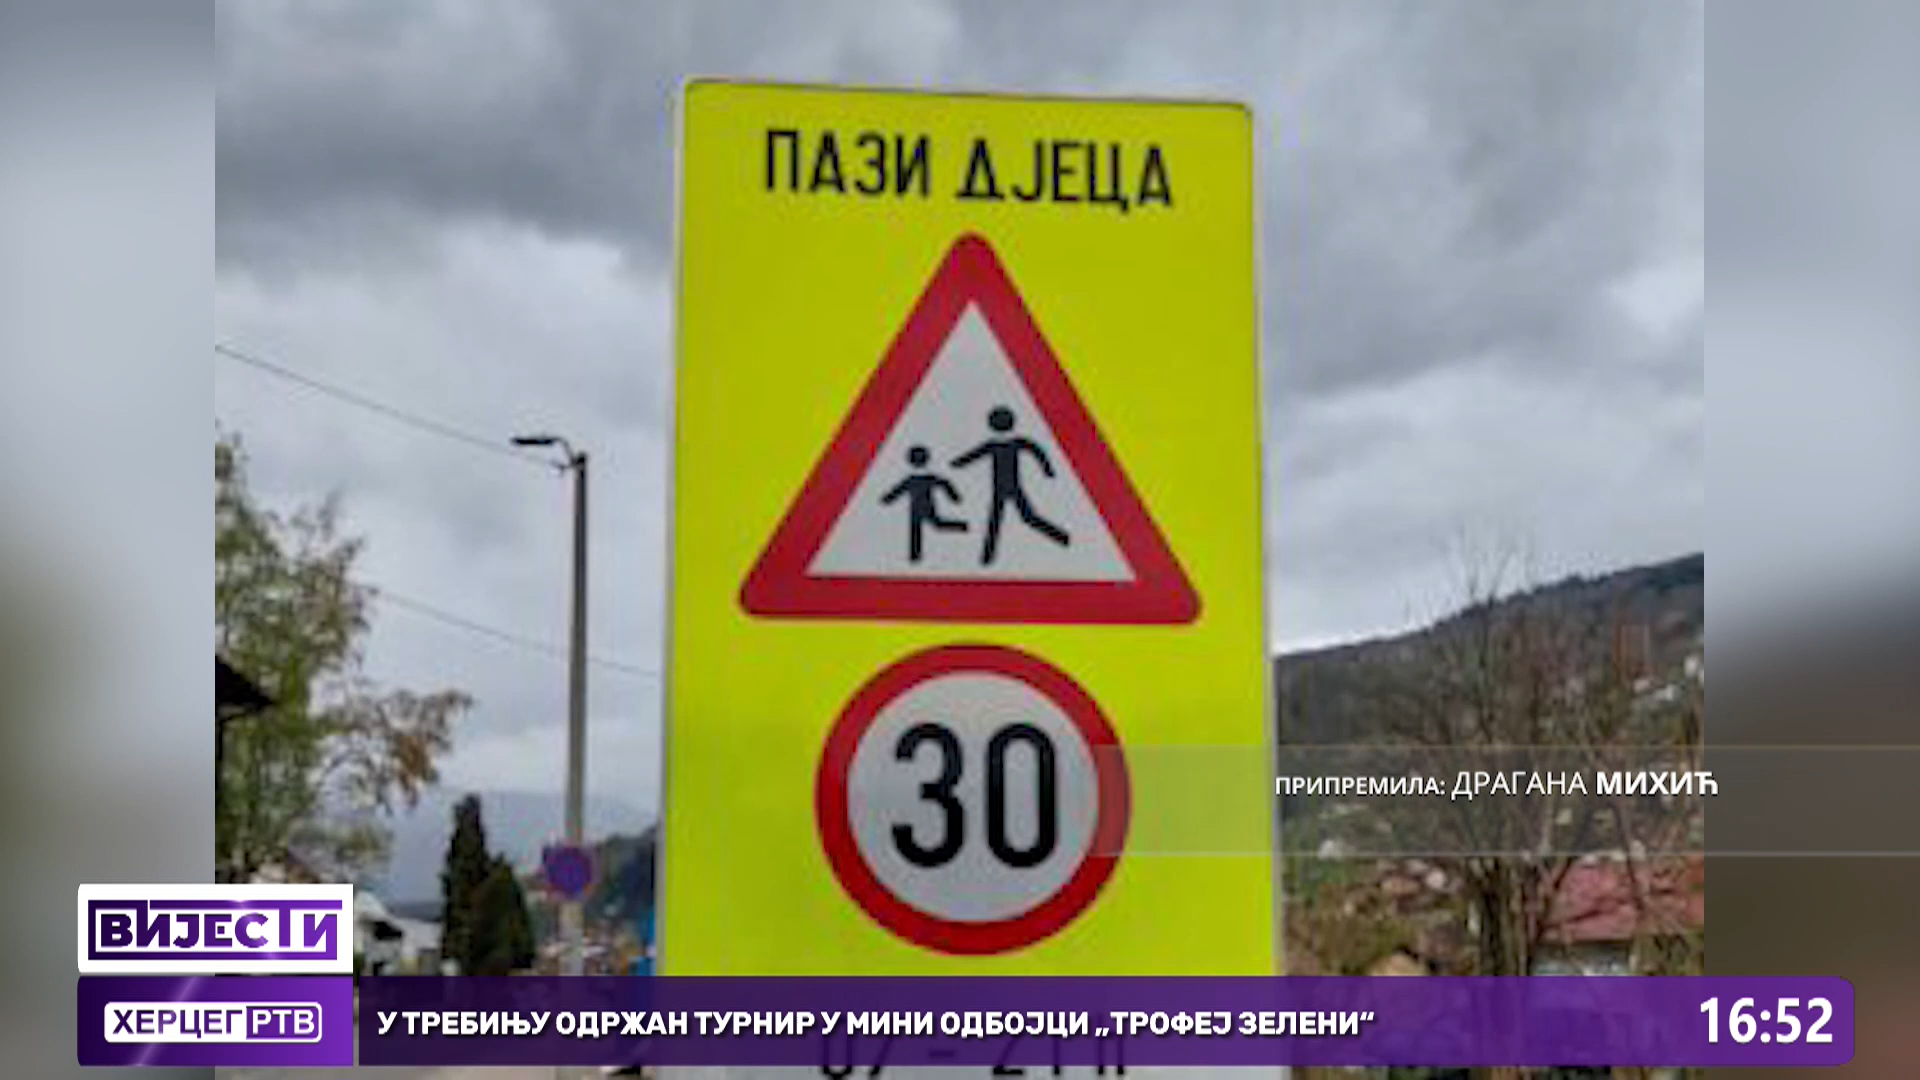 ПАЗИ ДЈЕЦА
30
ПРИПРЕМИЛА: ДРАГАНА МИХИЋ
ВИЈЕСТИ
ХЕРЦЕГ РТВ
У ТРЕБИЊУ ОДРЖАН ТУРНИР У МИНИ ОДБОЈЦИ „ТРОФЕЈ ЗЕЛЕНИ“
16:52